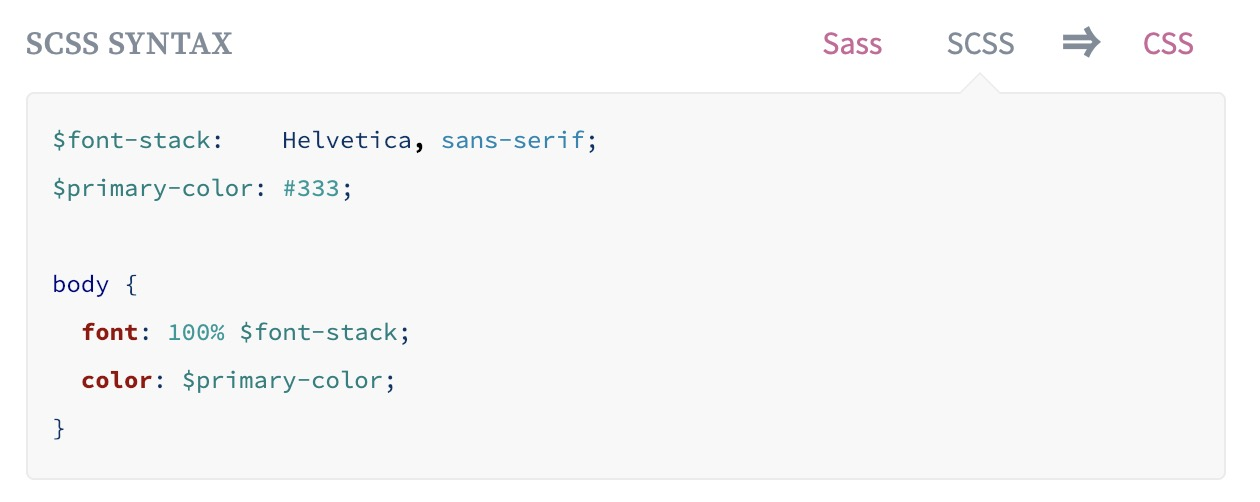 SCSS SYNTAX Sass SCSS ⇒ CSS
$font-stack:    Helvetica, sans-serif;
$primary-color: #333;
body {
  font: 100% $font-stack;
  color: $primary-color;
}